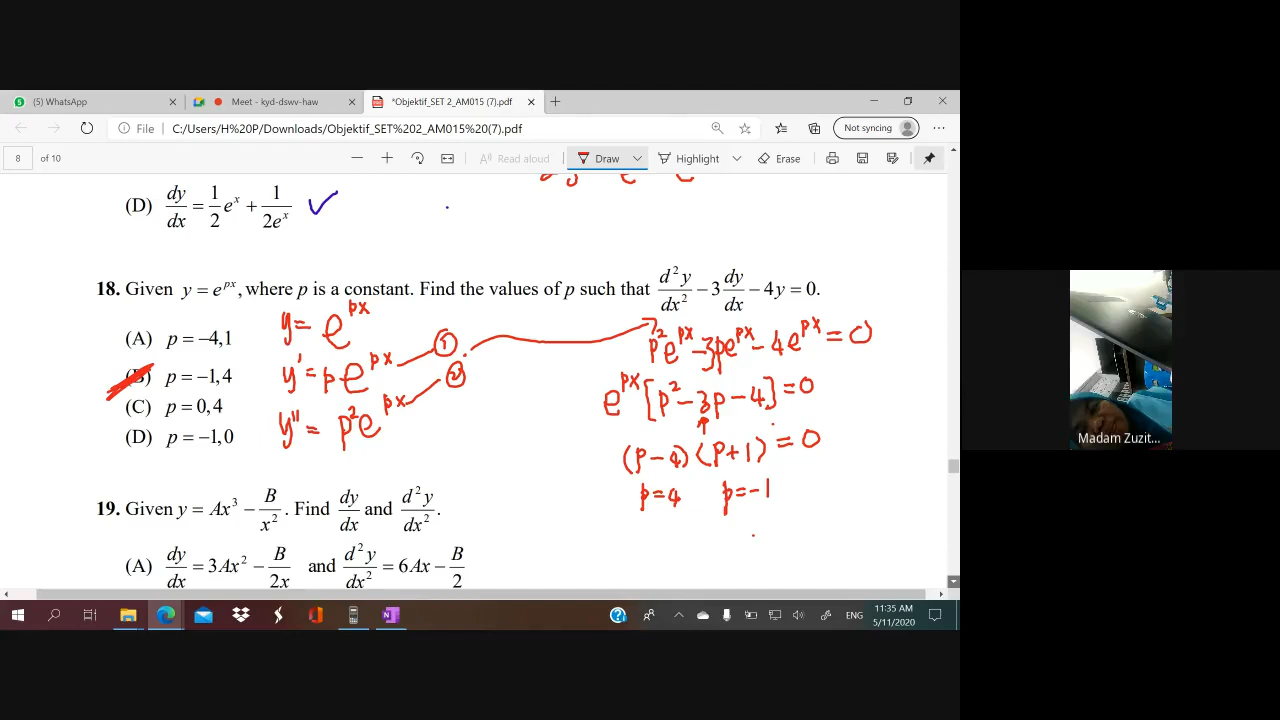 (5) WhatsApp
Meet - kyd-dswv-haw
*Objektif_SET 2_AM015 (7).pdf
File
C:/Users/H%20P/Downloads/Objektif_SET%202_AM015%20(7).pdf
Not syncing
8 of 10
Read aloud
Draw
Highlight
Erase
(D) dy/dx = 1/2 e^x + 1/(2e^x) ✓
18. Given y = e^{px}, where p is a constant. Find the values of p such that d²y/dx² − 3 dy/dx − 4y = 0.
(A) p = −4,1
(B) p = −1,4
(C) p = 0,4
(D) p = −1,0
y = e^{px}
y' = pe^{px} ①
y'' = p²e^{px} ②
p²e^{px} − 3pe^{px} − 4e^{px} = 0
e^{px} [p² − 3p − 4] = 0
(p − 4) (p + 1) = 0
p = 4 p = −1
19. Given y = Ax³ − B/x². Find dy/dx and d²y/dx².
(A) dy/dx = 3Ax² − B/2x and d²y/dx² = 6Ax − B/2
Madam Zuzit...
ENG
11:35 AM
5/11/2020